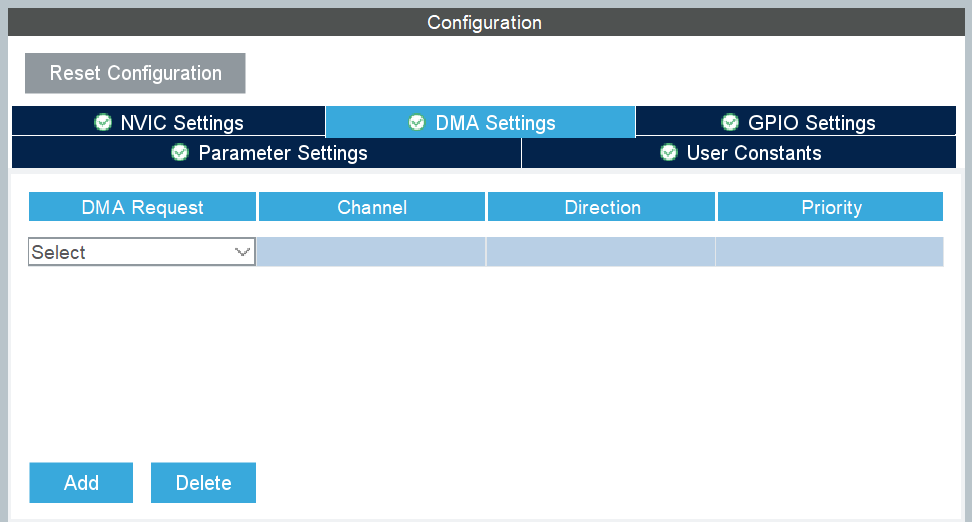 Configuration
Reset Configuration
NVIC Settings DMA Settings GPIO Settings
Parameter Settings User Constants
DMA Request Channel Direction Priority
Select
Add Delete